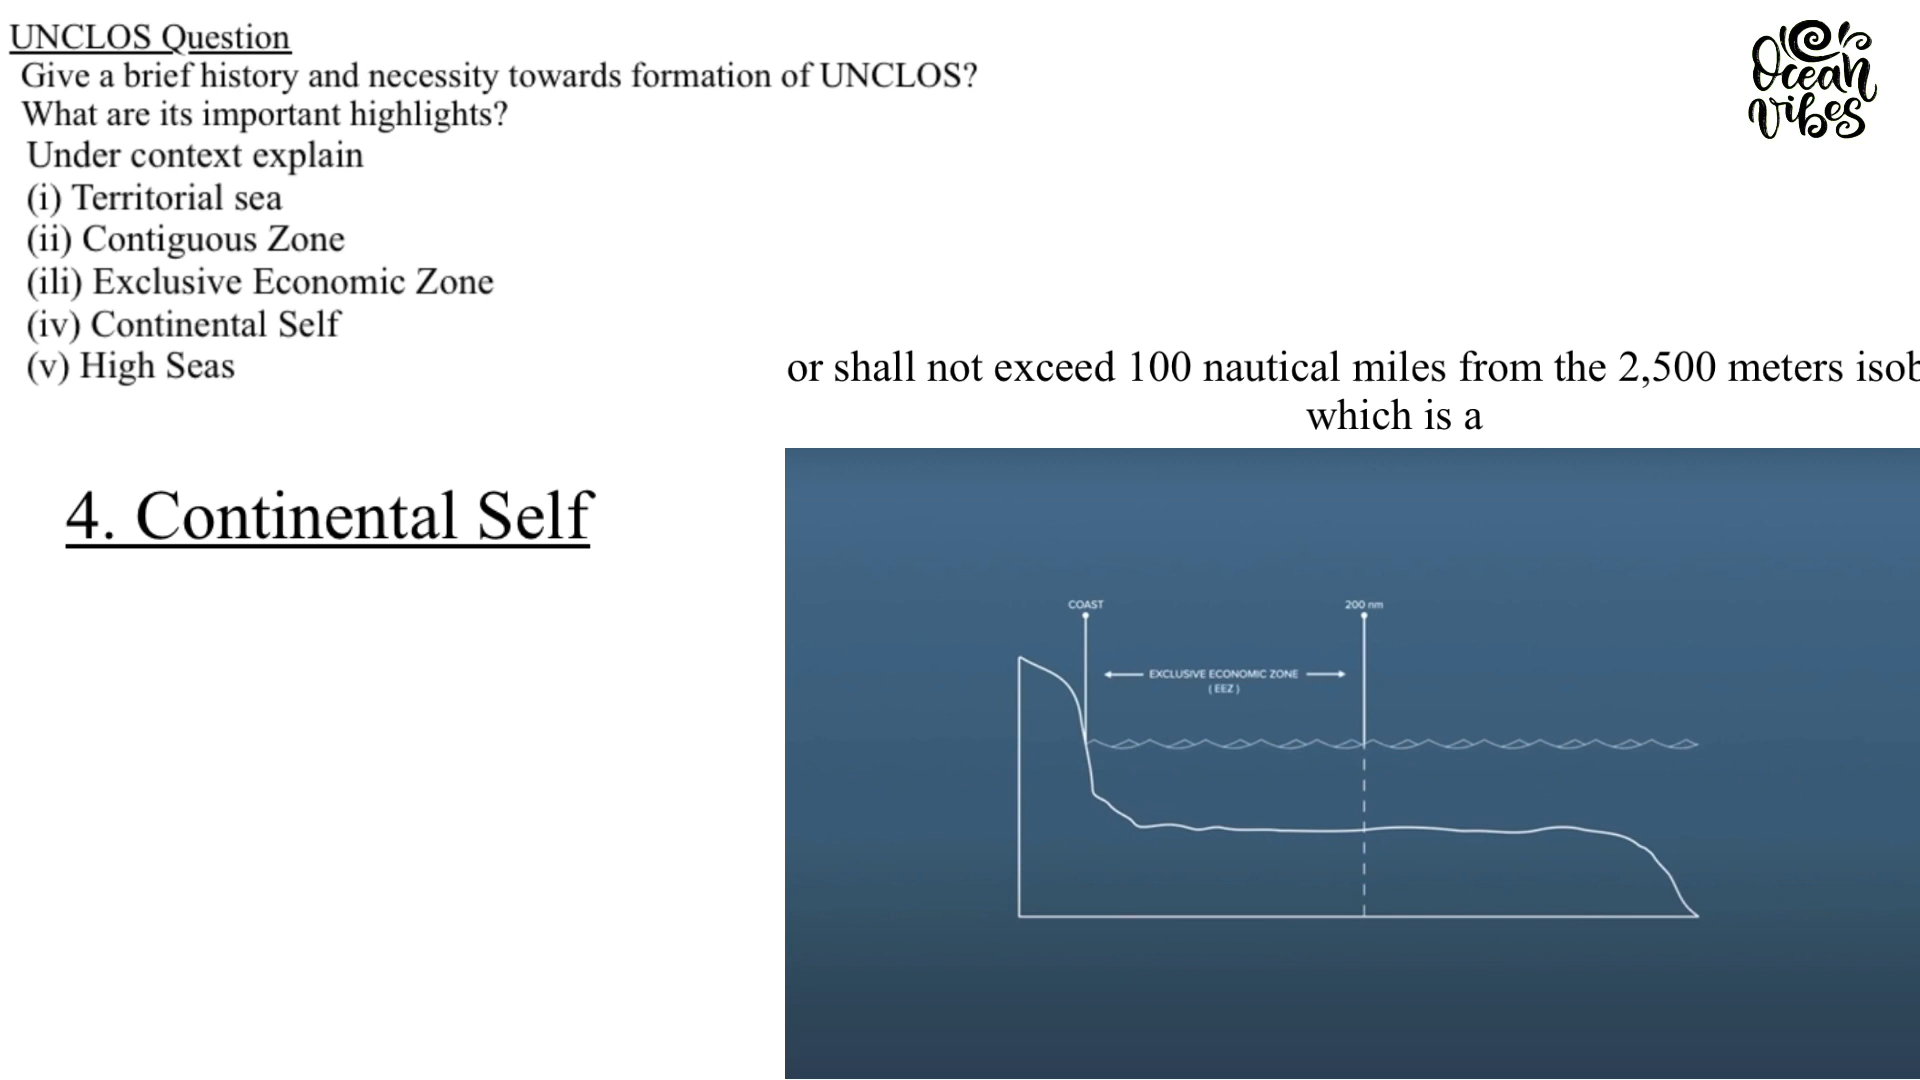 UNCLOS Question
Give a brief history and necessity towards formation of UNCLOS?
What are its important highlights?
Under context explain
(i) Territorial sea
(ii) Contiguous Zone
(ili) Exclusive Economic Zone
(iv) Continental Self
(v) High Seas
Ocean
vibes
or shall not exceed 100 nautical miles from the 2,500 meters isob
which is a
4. Continental Self
COAST
200 nm
EXCLUSIVE ECONOMIC ZONE
(EEZ)